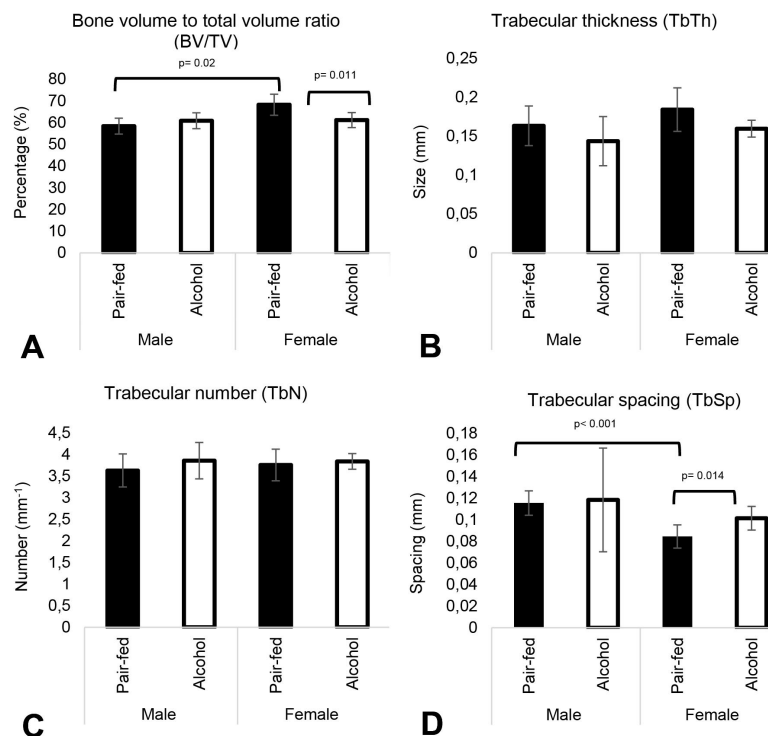 Bone volume to total volume ratio
(BV/TV)
p= 0.02
p= 0.011
Percentage (%)
80
70
60
50
40
30
20
10
0
Pair-fed
Alcohol
Pair-fed
Alcohol
Male
Female
A
Trabecular thickness (TbTh)
Size (mm)
0,25
0,2
0,15
0,1
0,05
0
Pair-fed
Alcohol
Pair-fed
Alcohol
Male
Female
B
Trabecular number (TbN)
Number (mm⁻¹)
4,5
4
3,5
3
2,5
2
1,5
1
0,5
0
Pair-fed
Alcohol
Pair-fed
Alcohol
Male
Female
C
Trabecular spacing (TbSp)
p< 0.001
p= 0.014
Spacing (mm)
0,18
0,16
0,14
0,12
0,1
0,08
0,06
0,04
0,02
0
Pair-fed
Alcohol
Pair-fed
Alcohol
Male
Female
D